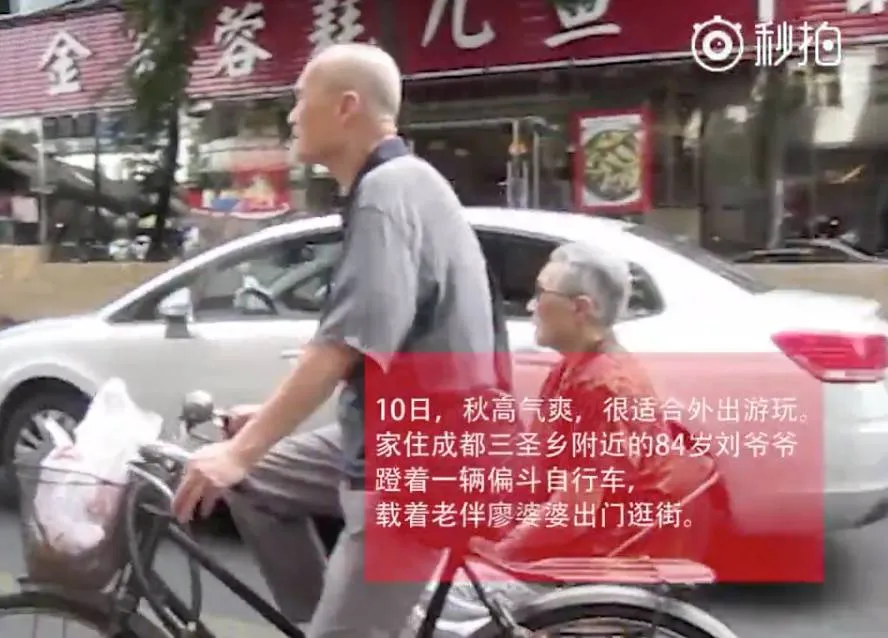 金
蓉
九
鱼
秒拍
10日，秋高气爽，很适合外出游玩。
家住成都三圣乡附近的84岁刘爷爷
蹬着一辆偏斗自行车，
载着老伴廖婆婆出门逛街。